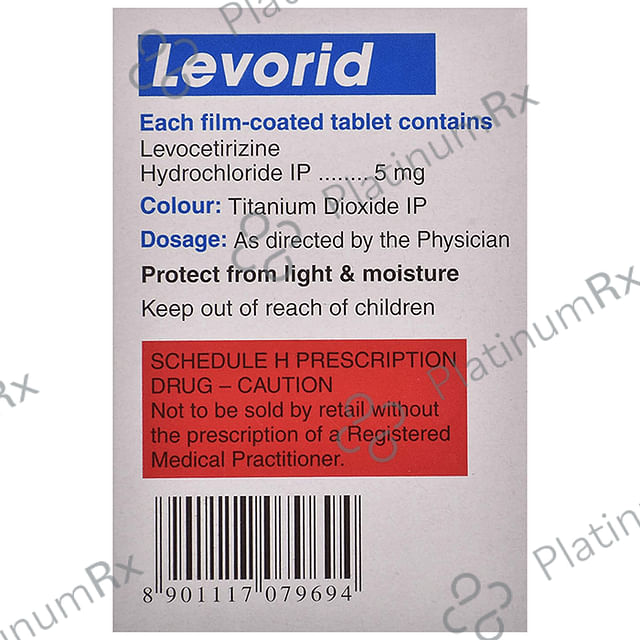 Levorid
Each film-coated tablet contains
Levocetirizine
Hydrochloride IP ........ 5 mg
Colour: Titanium Dioxide IP
Dosage: As directed by the Physician
Protect from light & moisture
Keep out of reach of children
SCHEDULE H PRESCRIPTION
DRUG – CAUTION
Not to be sold by retail without
the prescription of a Registered
Medical Practitioner.
8 901117 079694
PlatinumRx
PlatinumRx
PlatinumRx
PlatinumRx
PlatinumRx